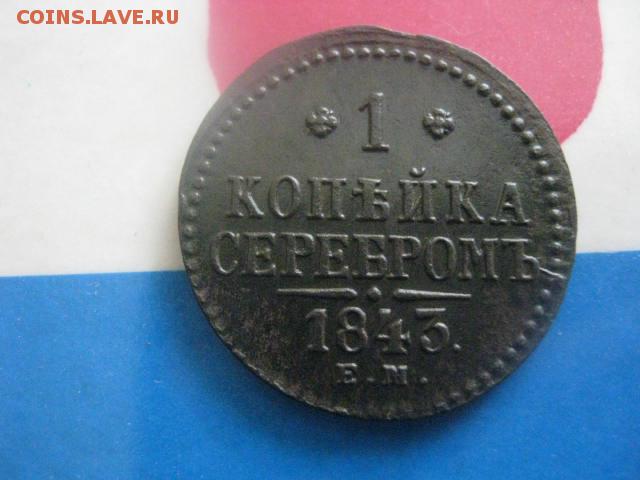 COINS.LAVE.RU
1
КОПѢЙКА
СЕРЕБРОМЪ
1843.
Е.М.